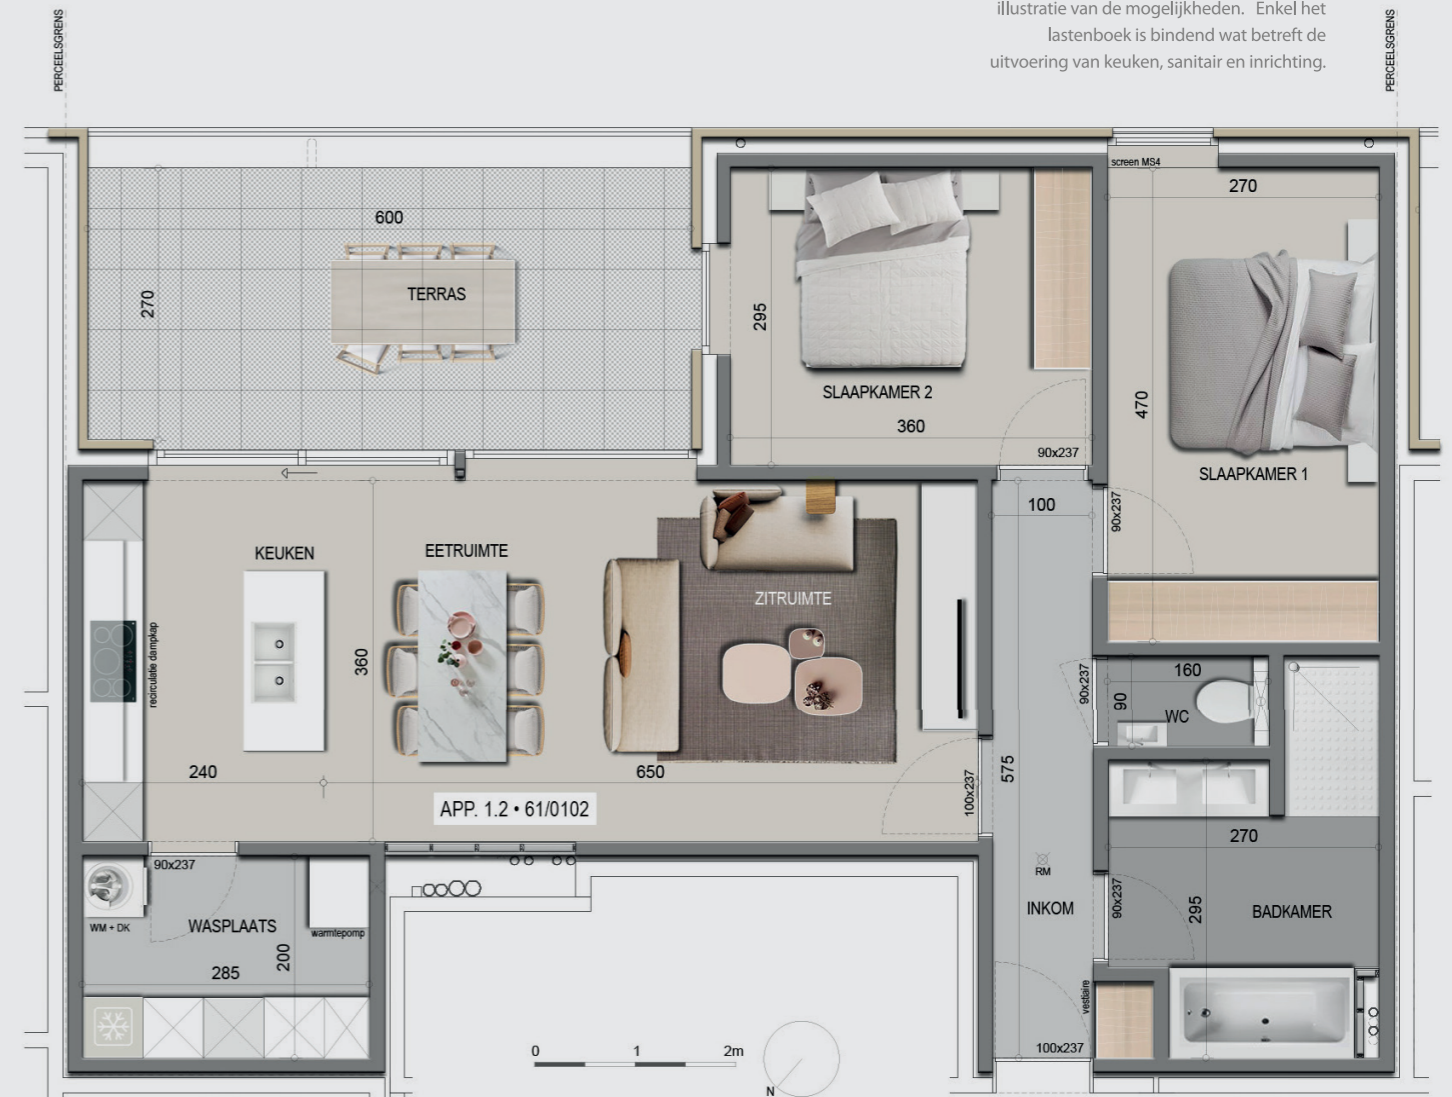 illustratie van de mogelijkheden. Enkel het
lastenboek is bindend wat betreft de
uitvoering van keuken, sanitair en inrichting.
PERCEELSGRENS
PERCEELSGRENS
screen MS4
270
600
TERRAS
270
295
SLAAPKAMER 2
360
90x237
470
SLAAPKAMER 1
100
90x237
KEUKEN
EETRUIMTE
ZITRUIMTE
recirculatie dampkap
360
240
650
APP. 1.2 • 61/0102
100x237
575
90x237
160
90
WC
270
90x237
WM + DK
WASPLAATS
warmtepomp
285
200
RM
INKOM
90x237
295
BADKAMER
vestiaire
100x237
0 1 2m
N